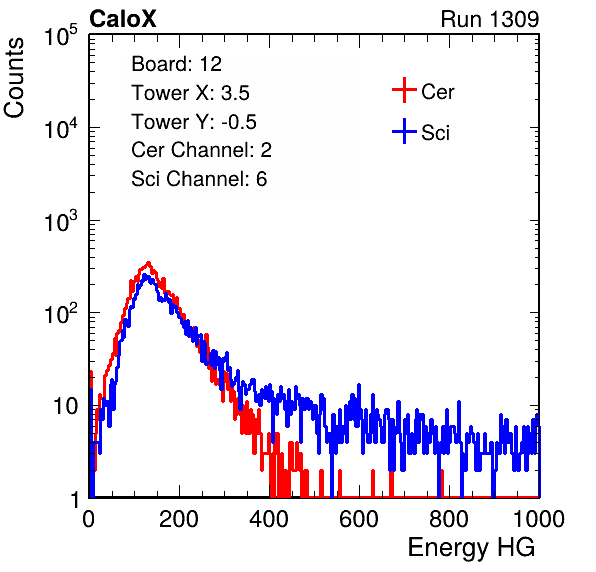 CaloX Run 1309
Counts
Board: 12
Tower X: 3.5
Tower Y: -0.5
Cer Channel: 2
Sci Channel: 6
Cer
Sci
10^5
10^4
10^3
10^2
10
1
0 200 400 600 800 1000
Energy HG